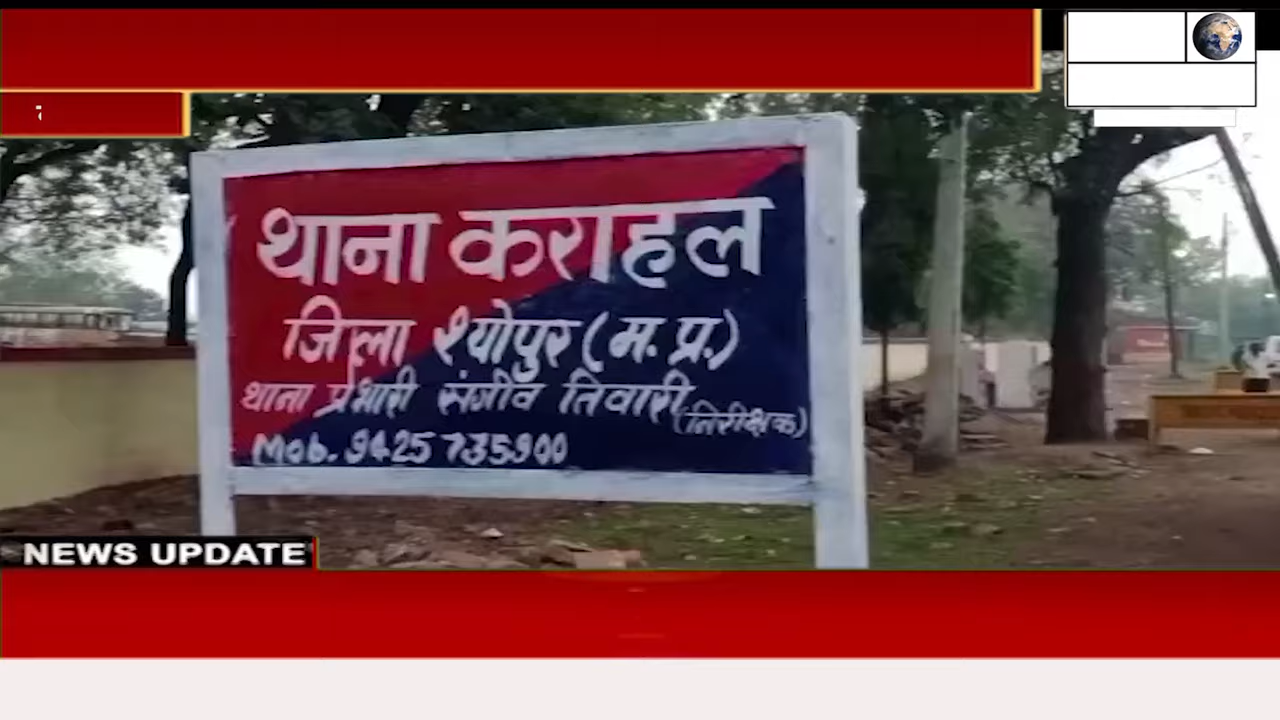 थाना कराहल
जिला श्योपुर (म. प्र.)
थाना प्रभारी संजीव तिवारी (निरीक्षक)
Mob. 9425735900
NEWS UPDATE